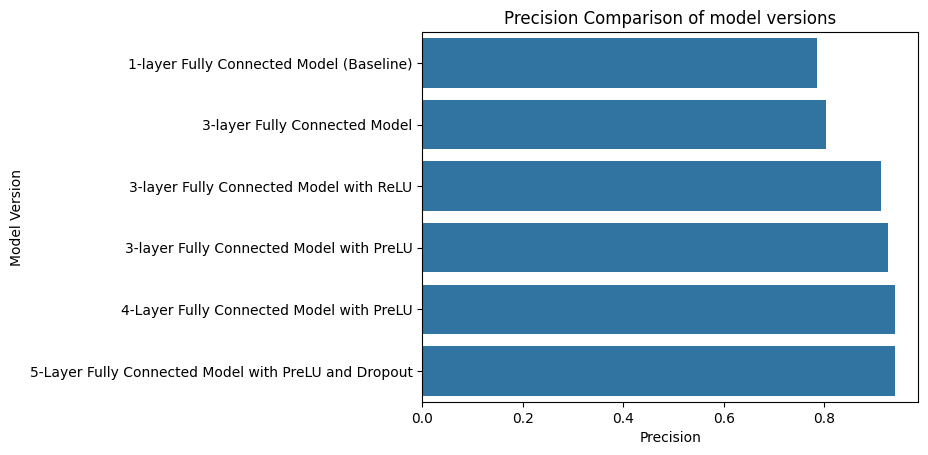 Precision Comparison of model versions
Model Version
1-layer Fully Connected Model (Baseline)
3-layer Fully Connected Model
3-layer Fully Connected Model with ReLU
3-layer Fully Connected Model with PreLU
4-Layer Fully Connected Model with PreLU
5-Layer Fully Connected Model with PreLU and Dropout
0.0 0.2 0.4 0.6 0.8
Precision